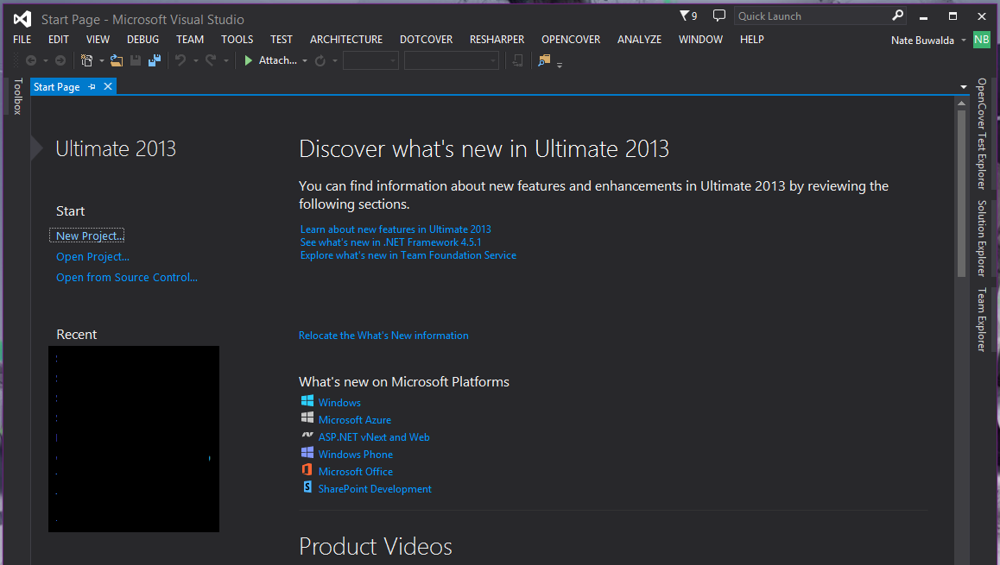 Start Page - Microsoft Visual Studio
9
Quick Launch
FILE EDIT VIEW DEBUG TEAM TOOLS TEST ARCHITECTURE DOTCOVER RESHARPER OPENCOVER ANALYZE WINDOW HELP
Nate Buwalda
NB
Attach...
Toolbox
Start Page
Ultimate 2013
Start
New Project...
Open Project...
Open from Source Control...
Recent
Discover what's new in Ultimate 2013
You can find information about new features and enhancements in Ultimate 2013 by reviewing the
following sections.
Learn about new features in Ultimate 2013
See what's new in .NET Framework 4.5.1
Explore what's new in Team Foundation Service
Relocate the What's New information
What's new on Microsoft Platforms
Windows
Microsoft Azure
ASP.NET vNext and Web
Windows Phone
Microsoft Office
SharePoint Development
Product Videos
OpenCover Test Explorer
Solution Explorer
Team Explorer